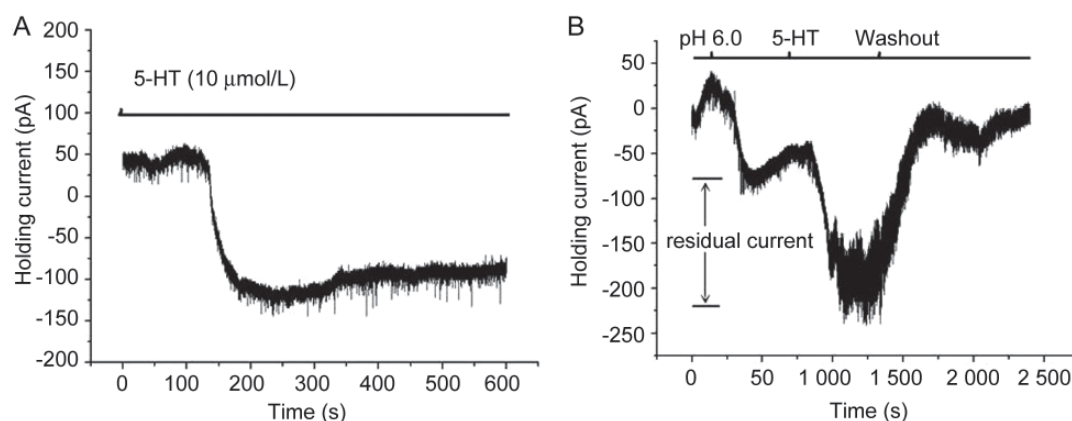 A
5-HT (10 μmol/L)
Holding current (pA)
200
150
100
50
0
-50
-100
-150
-200
0 100 200 300 400 500 600
Time (s)
B
pH 6.0 5-HT Washout
Holding current (pA)
50
0
-50
-100
-150
-200
-250
residual current
0 50 1 000 1 500 2 000 2 500
Time (s)